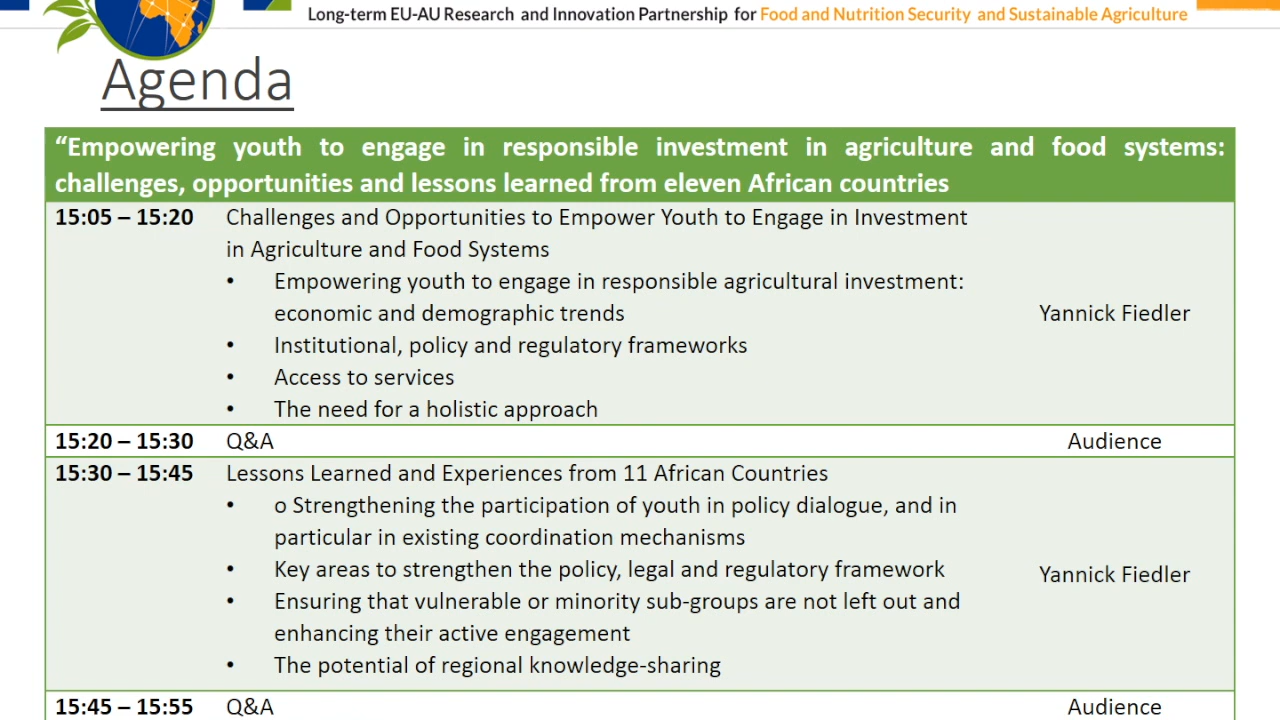 Long-term EU-AU Research and Innovation Partnership for Food and Nutrition Security and Sustainable Agriculture
Agenda
“Empowering youth to engage in responsible investment in agriculture and food systems:
challenges, opportunities and lessons learned from eleven African countries
15:05 – 15:20 Challenges and Opportunities to Empower Youth to Engage in Investment
in Agriculture and Food Systems
• Empowering youth to engage in responsible agricultural investment:
economic and demographic trends
Yannick Fiedler
• Institutional, policy and regulatory frameworks
• Access to services
• The need for a holistic approach
15:20 – 15:30 Q&A Audience
15:30 – 15:45 Lessons Learned and Experiences from 11 African Countries
• o Strengthening the participation of youth in policy dialogue, and in
particular in existing coordination mechanisms
• Key areas to strengthen the policy, legal and regulatory framework
Yannick Fiedler
• Ensuring that vulnerable or minority sub-groups are not left out and
enhancing their active engagement
• The potential of regional knowledge-sharing
15:45 – 15:55 Q&A Audience